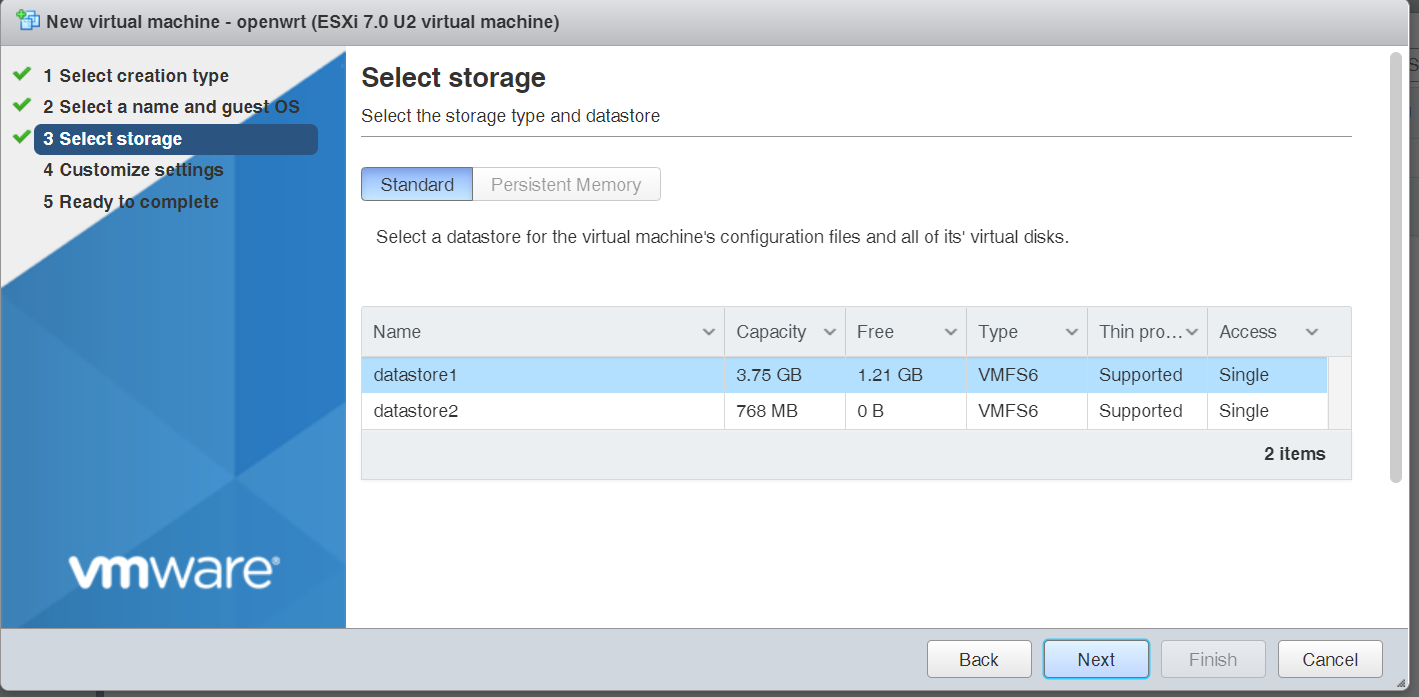 New virtual machine - openwrt (ESXi 7.0 U2 virtual machine)
1 Select creation type
2 Select a name and guest OS
3 Select storage
4 Customize settings
5 Ready to complete
vmware®
Select storage
Select the storage type and datastore
Standard Persistent Memory
Select a datastore for the virtual machine's configuration files and all of its' virtual disks.
Name Capacity Free Type Thin pro... Access
datastore1 3.75 GB 1.21 GB VMFS6 Supported Single
datastore2 768 MB 0 B VMFS6 Supported Single
2 items
Back Next Finish Cancel